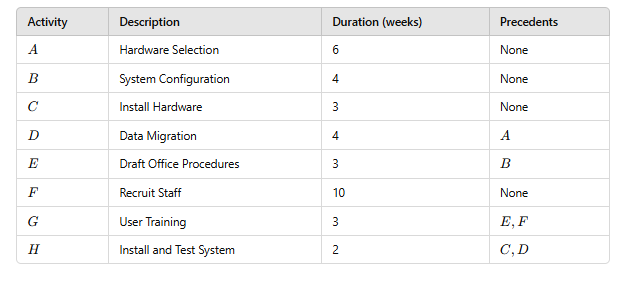 Activity Description Duration (weeks) Precedents
A Hardware Selection 6 None
B System Configuration 4 None
C Install Hardware 3 None
D Data Migration 4 A
E Draft Office Procedures 3 B
F Recruit Staff 10 None
G User Training 3 E, F
H Install and Test System 2 C, D